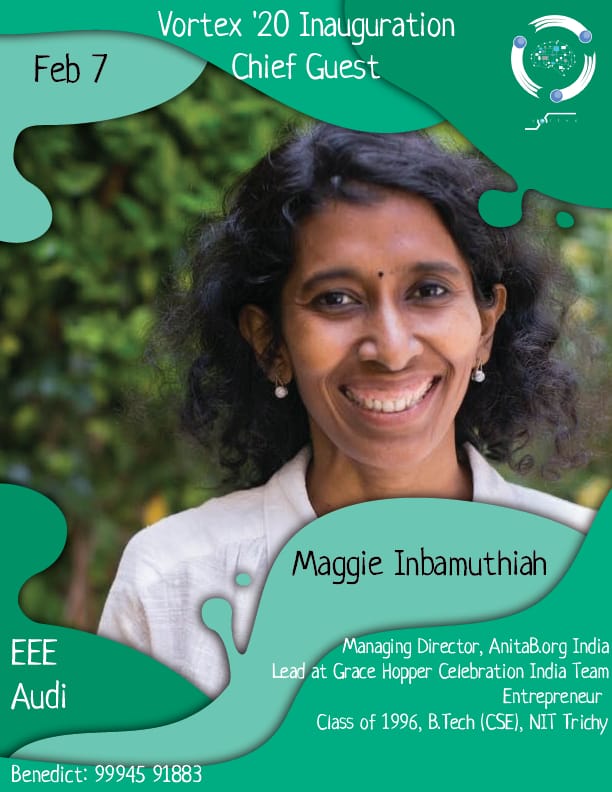 Vortex '20 Inauguration
Chief Guest
Feb 7
Maggie Inbamuthiah
Managing Director, AnitaB.org India
Lead at Grace Hopper Celebration India Team
Entrepreneur
Class of 1996, B.Tech (CSE), NIT Trichy
EEE
Audi
Benedict: 99945 91883